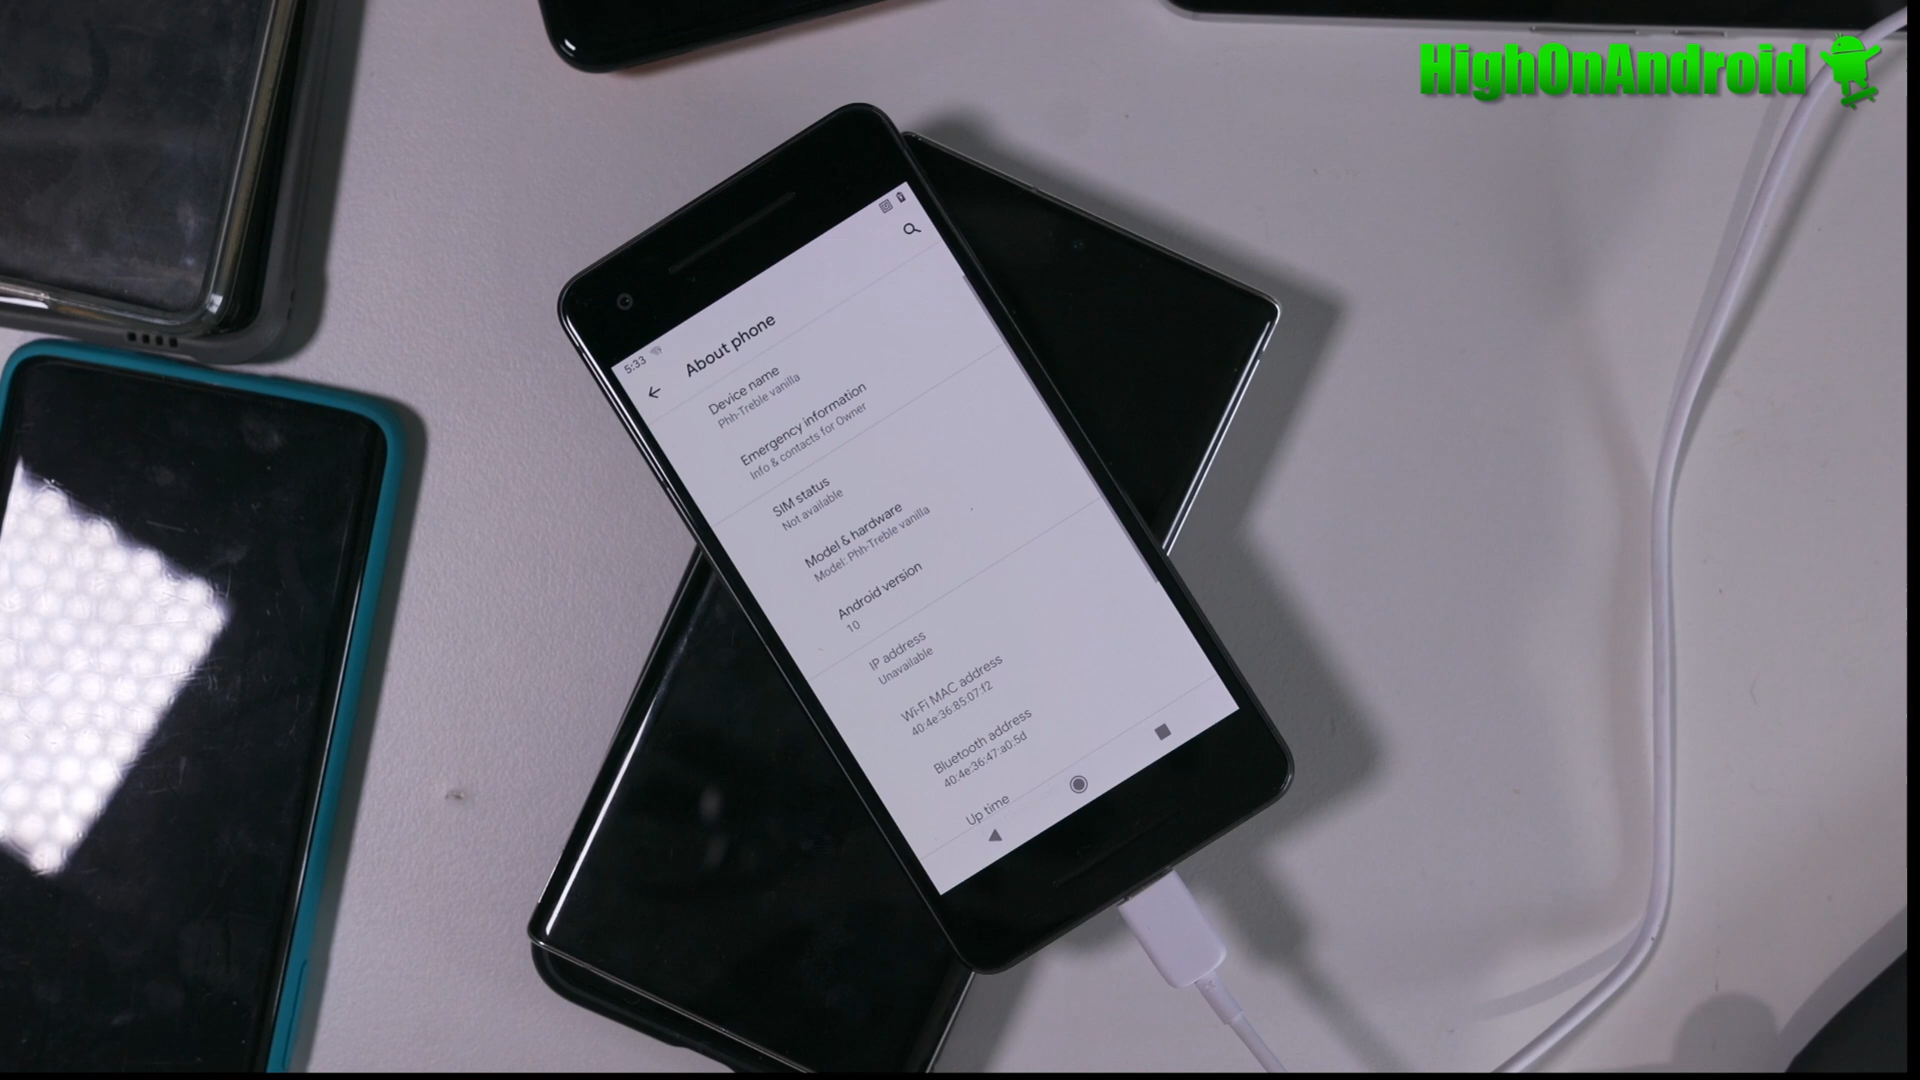 HighOnAndroid
5:33
About phone
Device name
Phh-Treble vanilla
Emergency information
Info & contacts for Owner
SIM status
Not available
Model & hardware
Model: Phh-Treble vanilla
Android version
10
IP address
Unavailable
Wi-Fi MAC address
40:4e:36:85:07:f2
Bluetooth address
40:4e:36:47:a0:5d
Up time